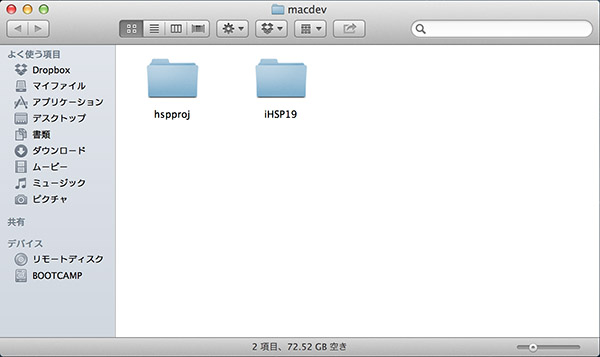 macdev
よく使う項目
Dropbox
マイファイル
アプリケーション
デスクトップ
書類
ダウンロード
ムービー
ミュージック
ピクチャ
共有
デバイス
リモートディスク
BOOTCAMP
hspproj
iHSP19
2 項目、72.52 GB 空き